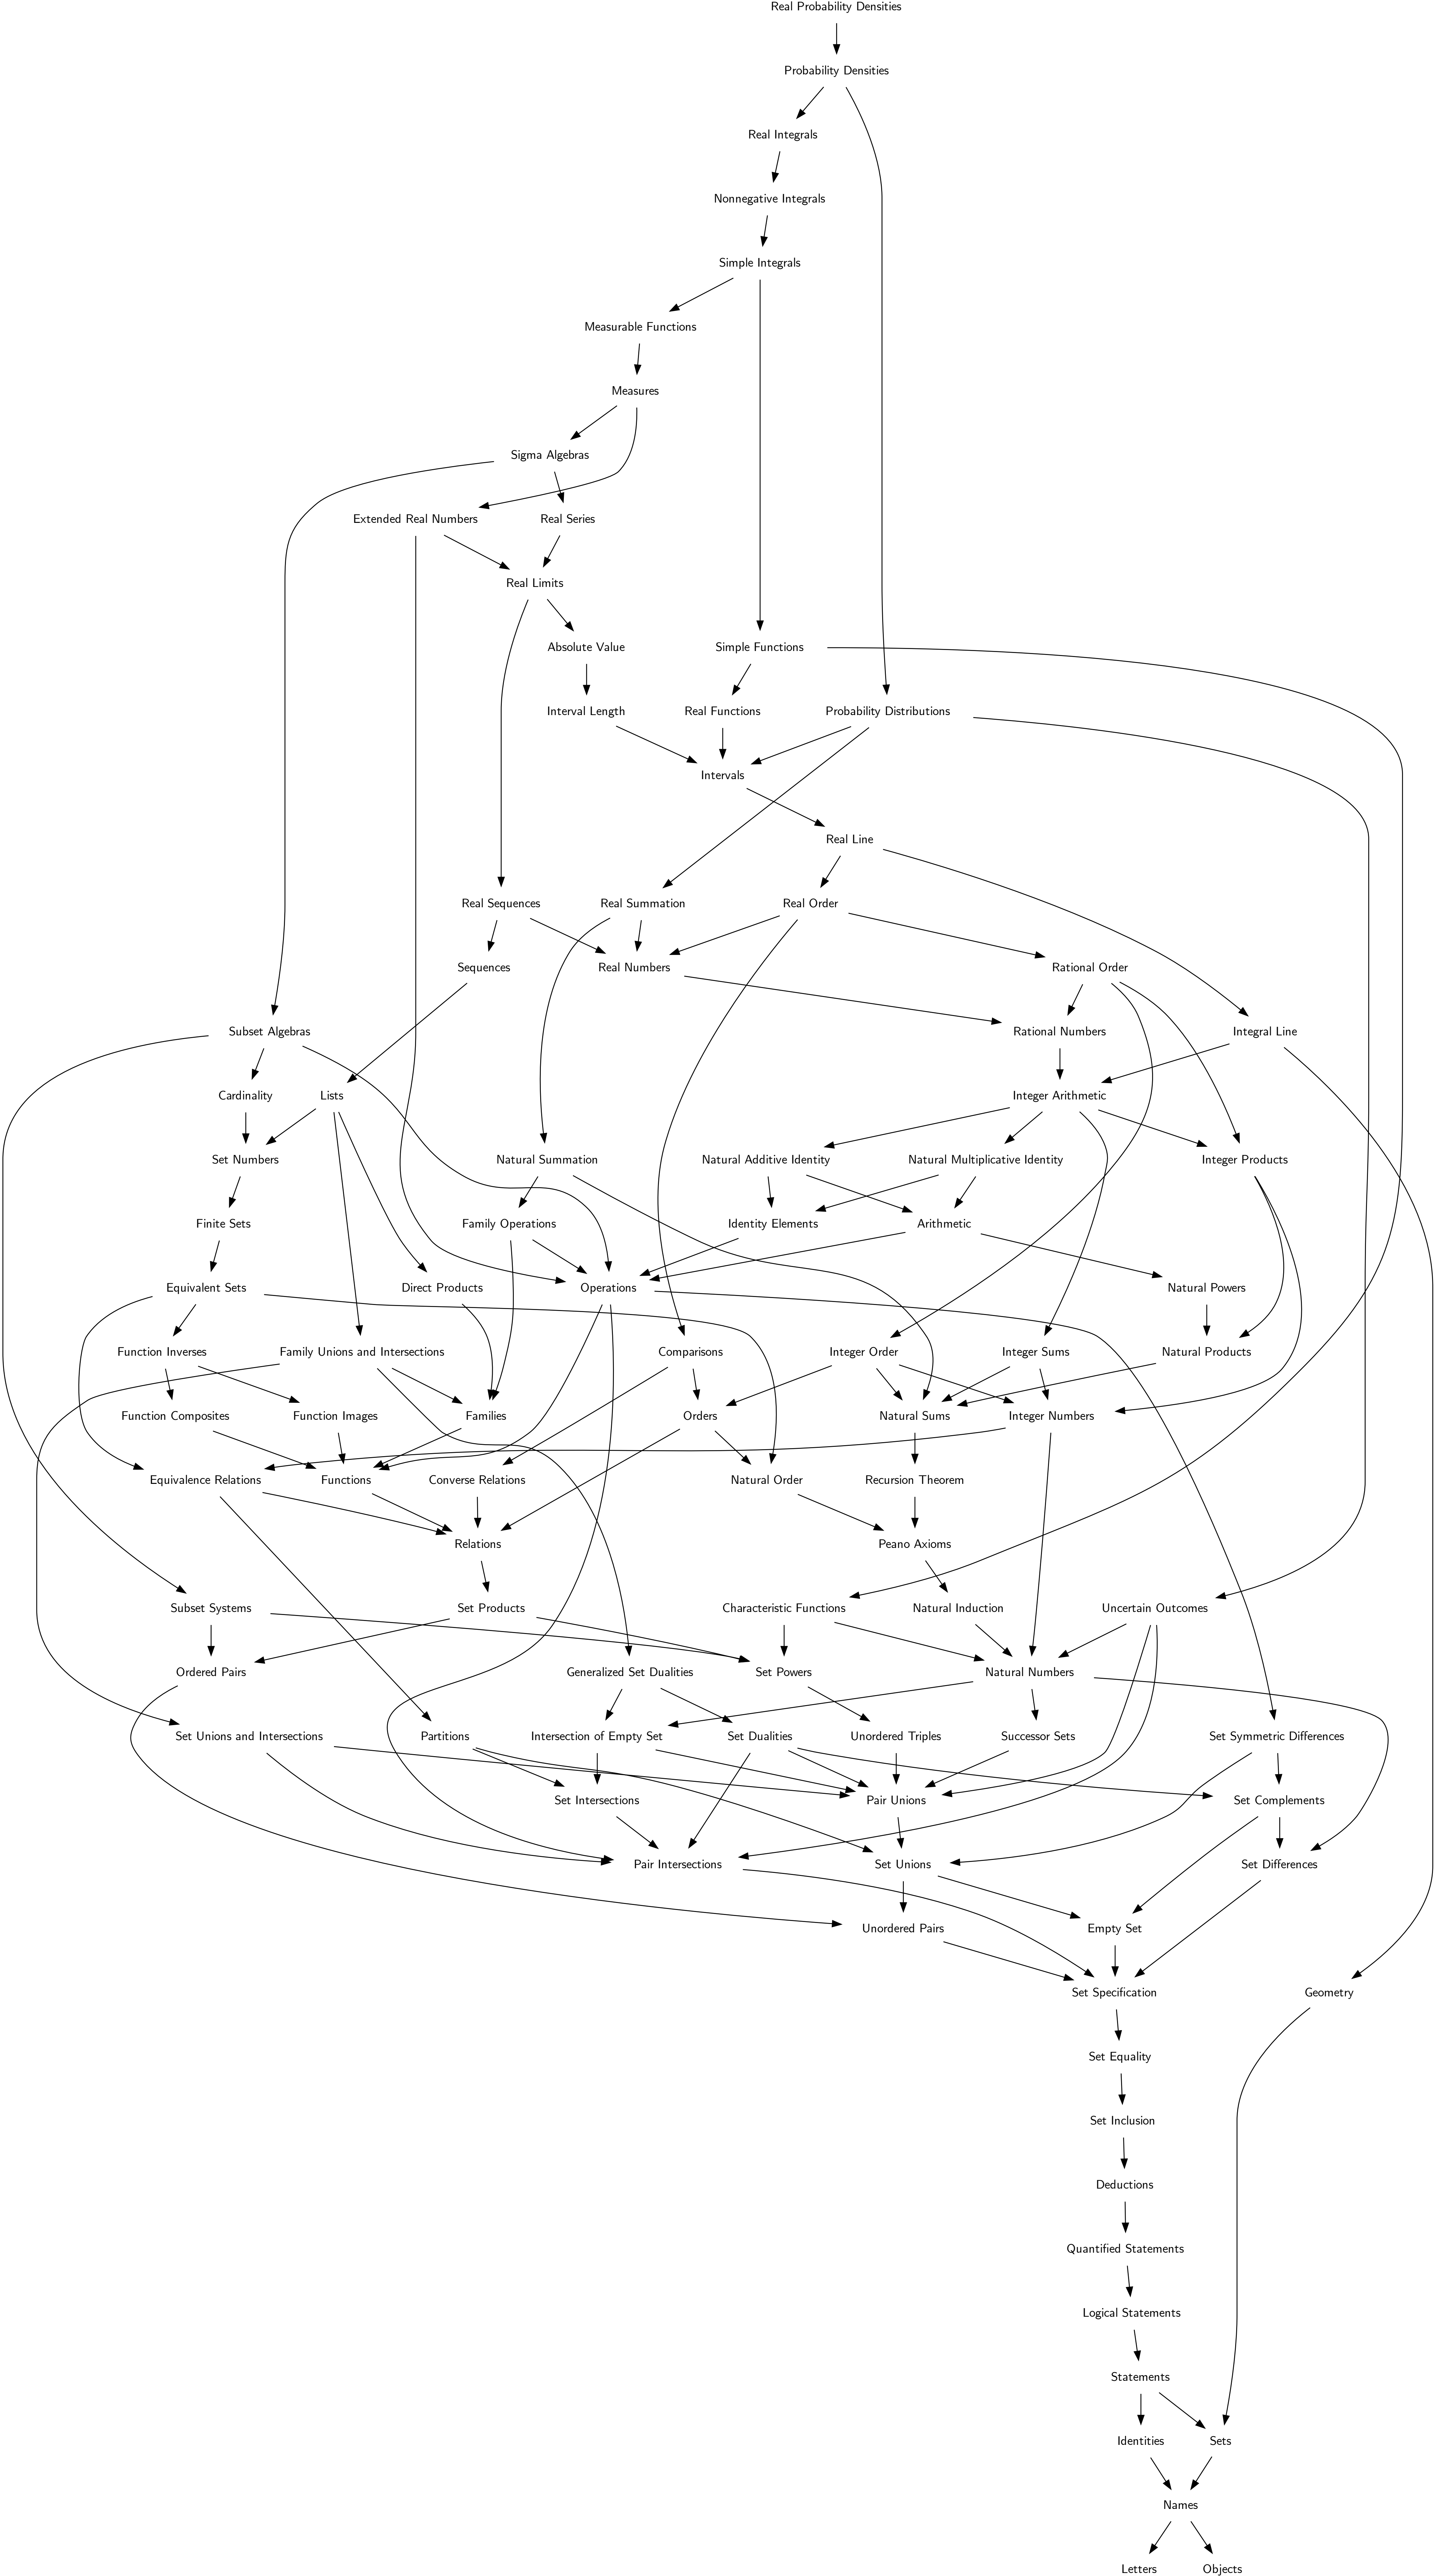 Real Probability Densities
Probability Densities
Real Integrals
Nonnegative Integrals
Simple Integrals
Measurable Functions
Measures
Sigma Algebras
Extended Real Numbers
Real Series
Real Limits
Absolute Value
Simple Functions
Interval Length
Real Functions
Probability Distributions
Intervals
Real Line
Real Sequences
Real Summation
Real Order
Sequences
Real Numbers
Rational Order
Subset Algebras
Rational Numbers
Integral Line
Cardinality
Lists
Integer Arithmetic
Set Numbers
Natural Summation
Natural Additive Identity
Natural Multiplicative Identity
Integer Products
Finite Sets
Family Operations
Identity Elements
Arithmetic
Equivalent Sets
Direct Products
Operations
Natural Powers
Function Inverses
Family Unions and Intersections
Comparisons
Integer Order
Integer Sums
Natural Products
Function Composites
Function Images
Families
Orders
Natural Sums
Integer Numbers
Equivalence Relations
Functions
Converse Relations
Natural Order
Recursion Theorem
Relations
Peano Axioms
Subset Systems
Set Products
Characteristic Functions
Natural Induction
Uncertain Outcomes
Ordered Pairs
Generalized Set Dualities
Set Powers
Natural Numbers
Set Unions and Intersections
Partitions
Intersection of Empty Set
Set Dualities
Unordered Triples
Successor Sets
Set Symmetric Differences
Set Intersections
Pair Unions
Set Complements
Pair Intersections
Set Unions
Set Differences
Unordered Pairs
Empty Set
Set Specification
Geometry
Set Equality
Set Inclusion
Deductions
Quantified Statements
Logical Statements
Statements
Identities
Sets
Names
Letters
Objects